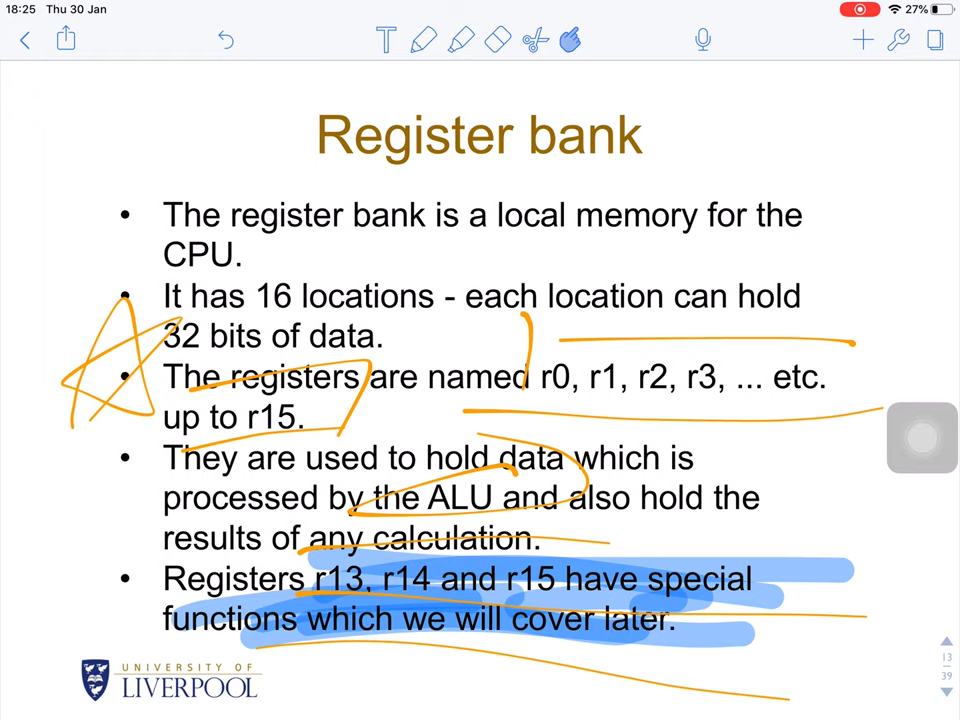 18:25 Thu 30 Jan
27%
T
Register bank
• The register bank is a local memory for the
CPU.
• It has 16 locations - each location can hold
32 bits of data.
• The registers are named r0, r1, r2, r3, ... etc.
up to r15.
• They are used to hold data which is
processed by the ALU and also hold the
results of any calculation.
• Registers r13, r14 and r15 have special
functions which we will cover later.
UNIVERSITY OF
LIVERPOOL
13
39